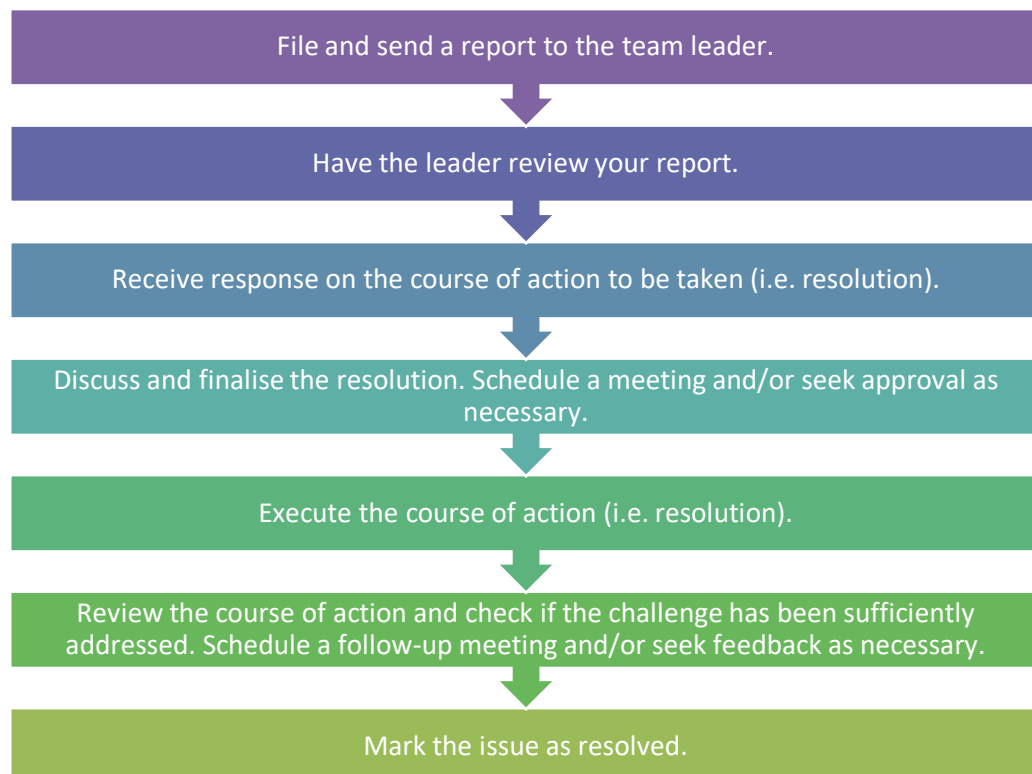 File and send a report to the team leader.
Have the leader review your report.
Receive response on the course of action to be taken (i.e. resolution).
Discuss and finalise the resolution. Schedule a meeting and/or seek approval as
necessary.
Execute the course of action (i.e. resolution).
Review the course of action and check if the challenge has been sufficiently
addressed. Schedule a follow-up meeting and/or seek feedback as necessary.
Mark the issue as resolved.